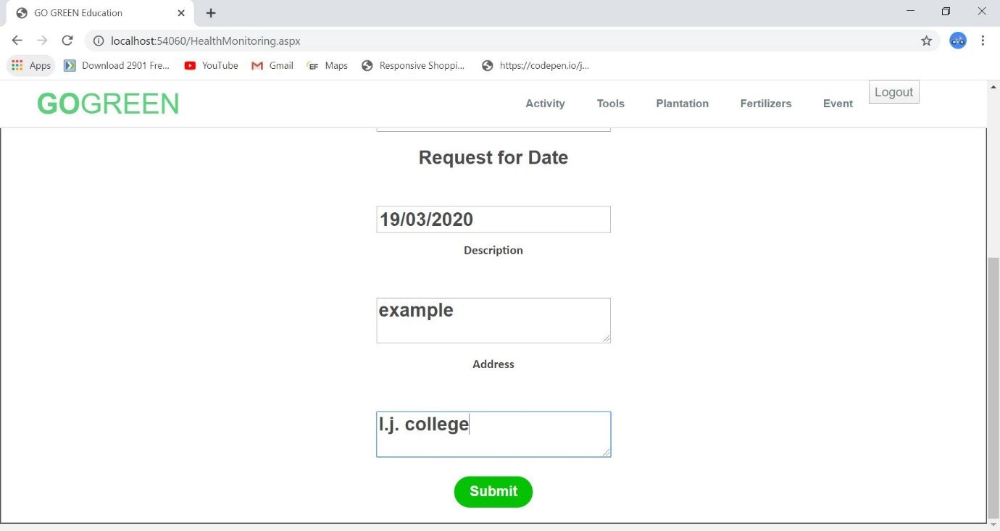 GO GREEN Education
localhost:54060/HealthMonitoring.aspx
Apps Download 2901 Fre... YouTube Gmail EF Maps Responsive Shoppi... https://codepen.io/j...
GOGREEN Activity Tools Plantation Fertilizers Event Logout
Request for Date
19/03/2020
Description
example
Address
l.j. college
Submit